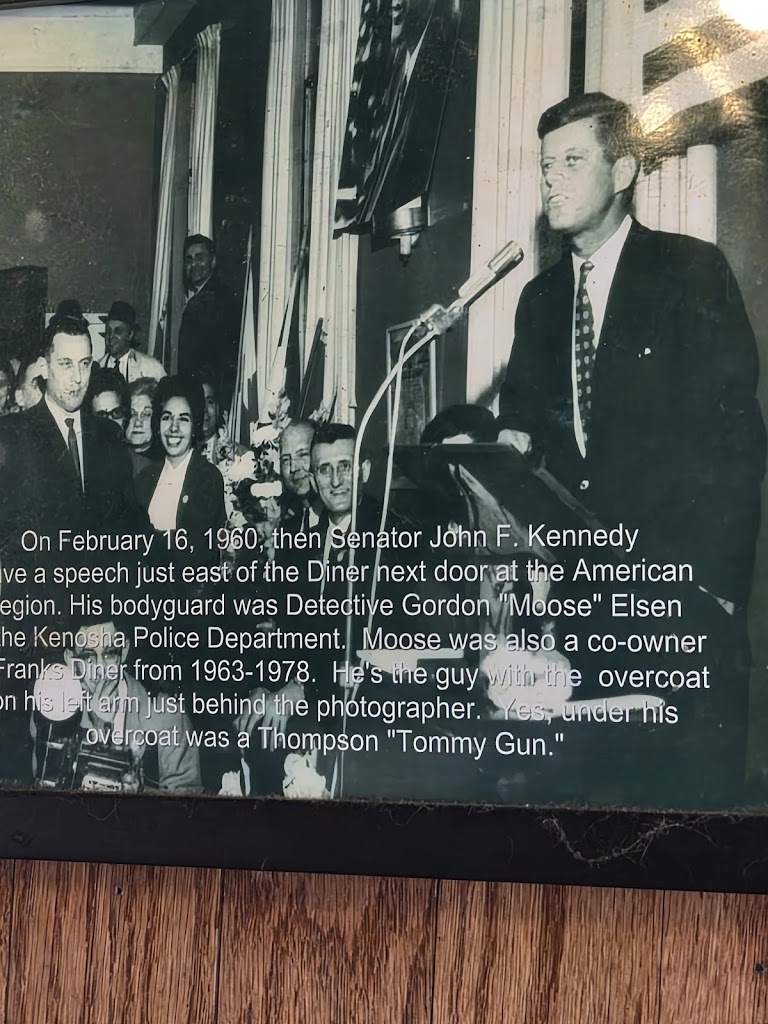 On February 16, 1960, then Senator John F. Kennedy
ve a speech just east of the Diner next door at the American
egion. His bodyguard was Detective Gordon "Moose" Elsen
the Kenosha Police Department. Moose was also a co-owner
Franks Diner from 1963-1978. He's the guy with the overcoat
on his left arm just behind the photographer. Yes, under his
overcoat was a Thompson "Tommy Gun."